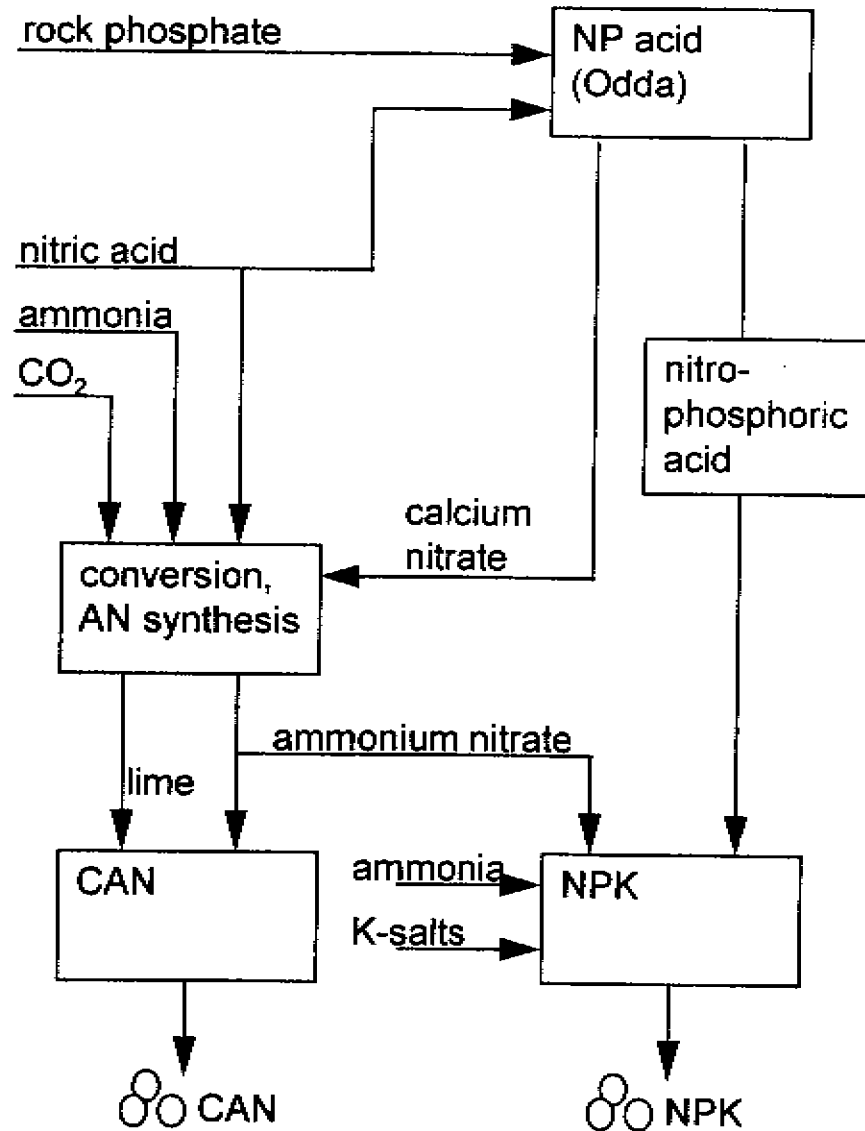 rock phosphate
NP acid
(Odda)
nitric acid
ammonia
CO₂
nitro-
phosphoric
acid
calcium
nitrate
conversion,
AN synthesis
ammonium nitrate
lime
CAN
ammonia
K-salts
NPK
CAN
NPK